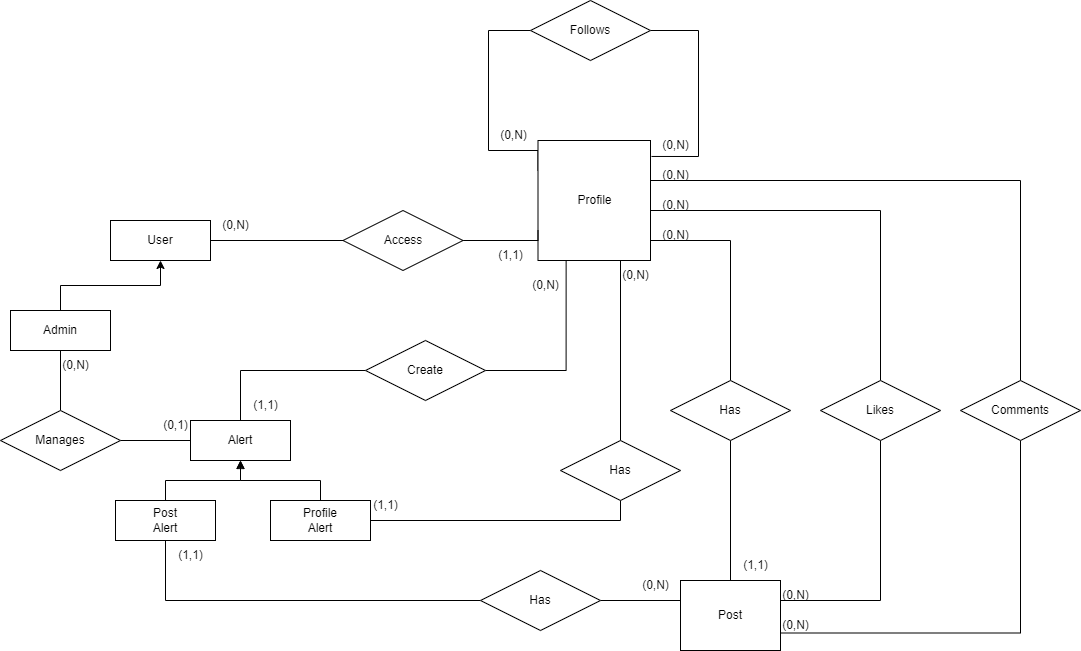 Follows
(0,N)
(0,N)
(0,N)
Profile
(0,N)
(0,N)
(0,N)
User
Access
(1,1)
(0,N)
(0,N)
Admin
(0,N)
Create
(1,1)
Has
Likes
Comments
(0,1)
Manages
Alert
Has
(1,1)
Post
Alert
Profile
Alert
(1,1)
(1,1)
(0,N)
(0,N)
Has
Post
(0,N)